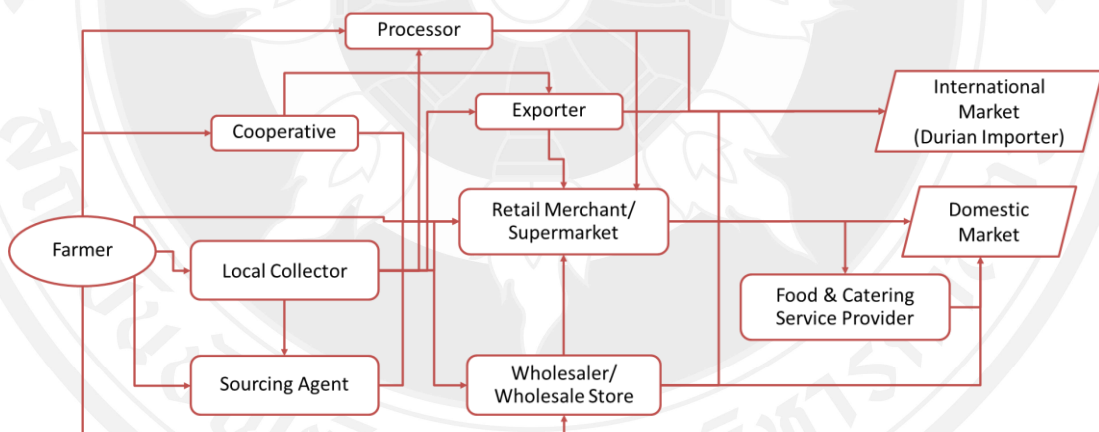 Processor
International
Market
(Durian Importer)
Exporter
Cooperative
Retail Merchant/
Supermarket
Domestic
Market
Farmer
Local Collector
Food & Catering
Service Provider
Sourcing Agent
Wholesaler/
Wholesale Store